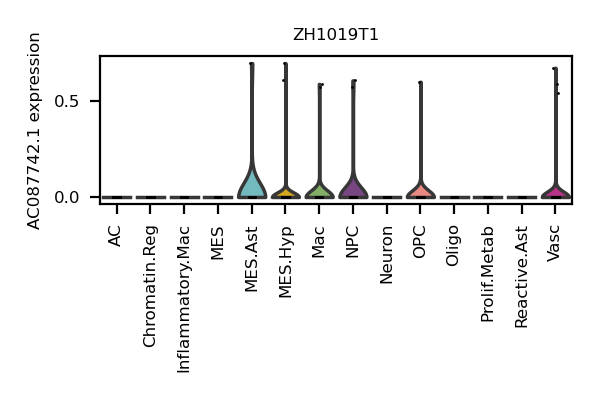 ZH1019T1
AC087742.1 expression
0.5
0.0
AC
Chromatin.Reg
Inflammatory.Mac
MES
MES.Ast
MES.Hyp
Mac
NPC
Neuron
OPC
Oligo
Prolif.Metab
Reactive.Ast
Vasc